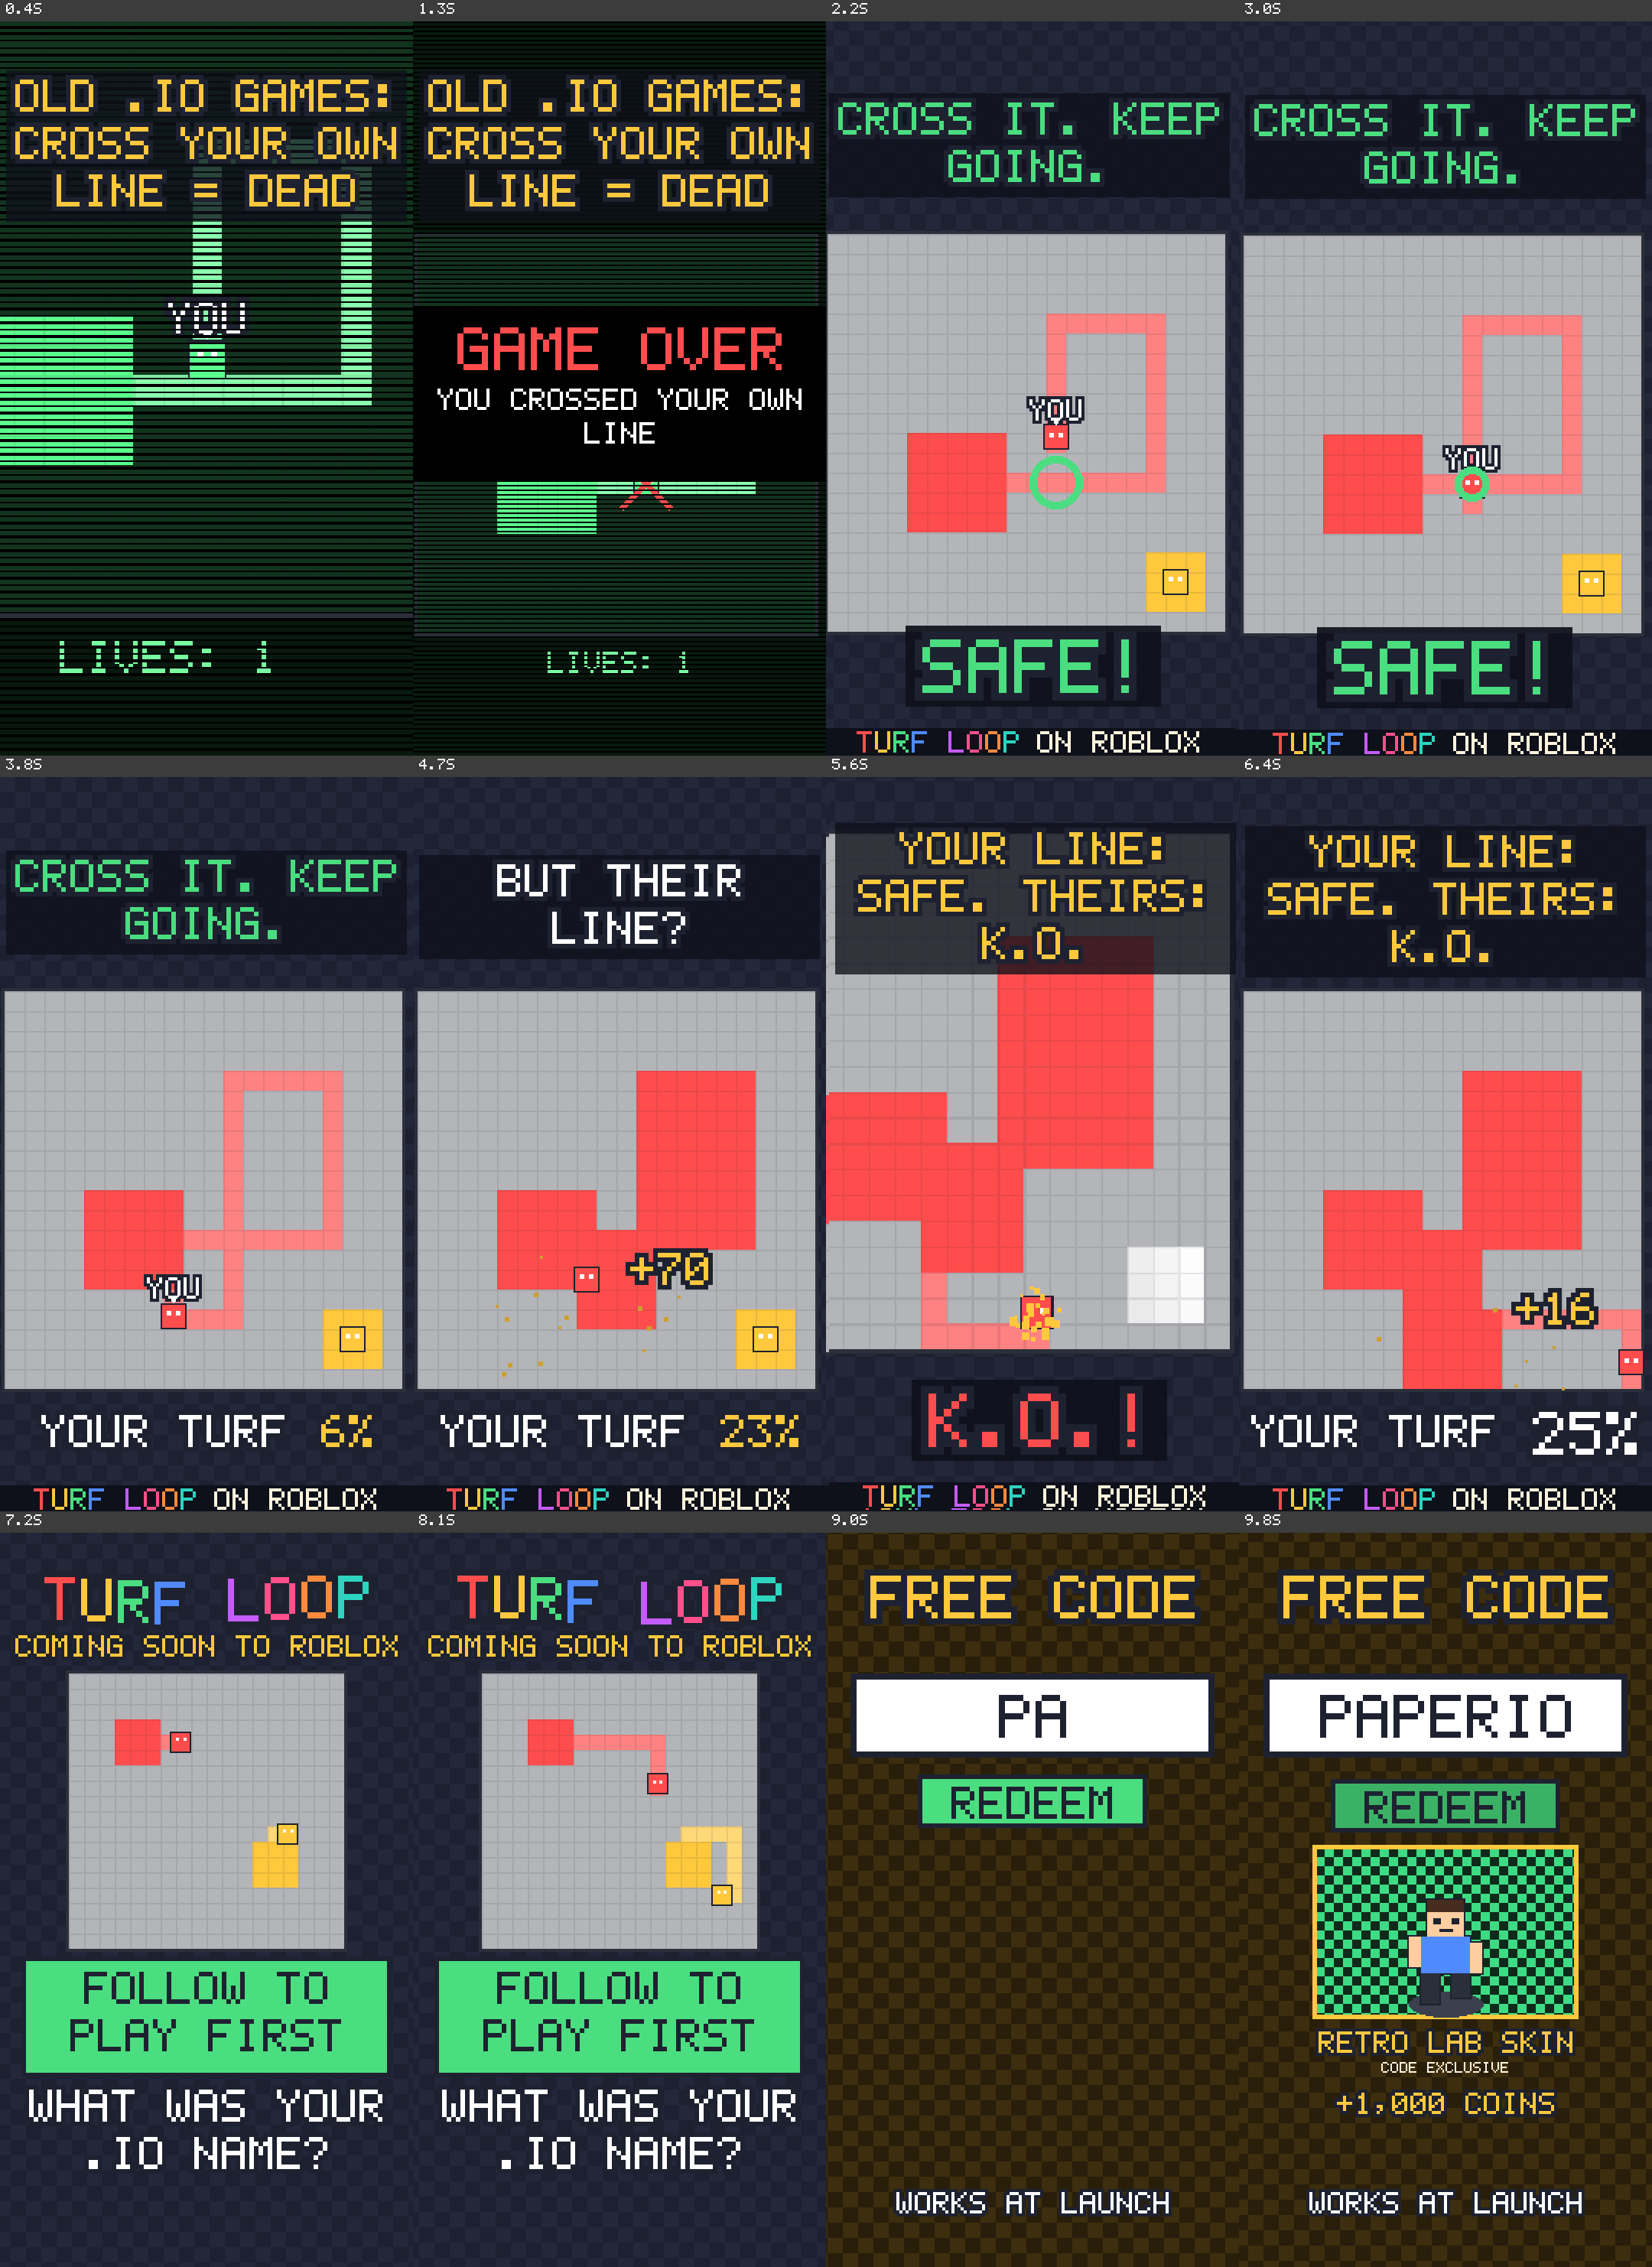 0.4S
OLD .IO GAMES:
CROSS YOUR OWN
LINE = DEAD
YOU
LIVES: 1
1.3S
OLD .IO GAMES:
CROSS YOUR OWN
LINE = DEAD
GAME OVER
YOU CROSSED YOUR OWN
LINE
LIVES: 1
2.2S
CROSS IT. KEEP
GOING.
YOU
SAFE!
TURF LOOP ON ROBLOX
3.0S
CROSS IT. KEEP
GOING.
YOU
SAFE!
TURF LOOP ON ROBLOX
3.8S
CROSS IT. KEEP
GOING.
YOU
YOUR TURF 6%
TURF LOOP ON ROBLOX
4.7S
BUT THEIR
LINE?
+70
YOUR TURF 23%
TURF LOOP ON ROBLOX
5.6S
YOUR LINE:
SAFE. THEIRS:
K.O.
K.O.!
TURF LOOP ON ROBLOX
6.4S
YOUR LINE:
SAFE. THEIRS:
K.O.
+16
YOUR TURF 25%
TURF LOOP ON ROBLOX
7.2S
TURF LOOP
COMING SOON TO ROBLOX
FOLLOW TO
PLAY FIRST
WHAT WAS YOUR
.IO NAME?
8.1S
TURF LOOP
COMING SOON TO ROBLOX
FOLLOW TO
PLAY FIRST
WHAT WAS YOUR
.IO NAME?
9.0S
FREE CODE
PA
REDEEM
WORKS AT LAUNCH
9.8S
FREE CODE
PAPERIO
REDEEM
RETRO LAB SKIN
CODE EXCLUSIVE
+1,000 COINS
WORKS AT LAUNCH